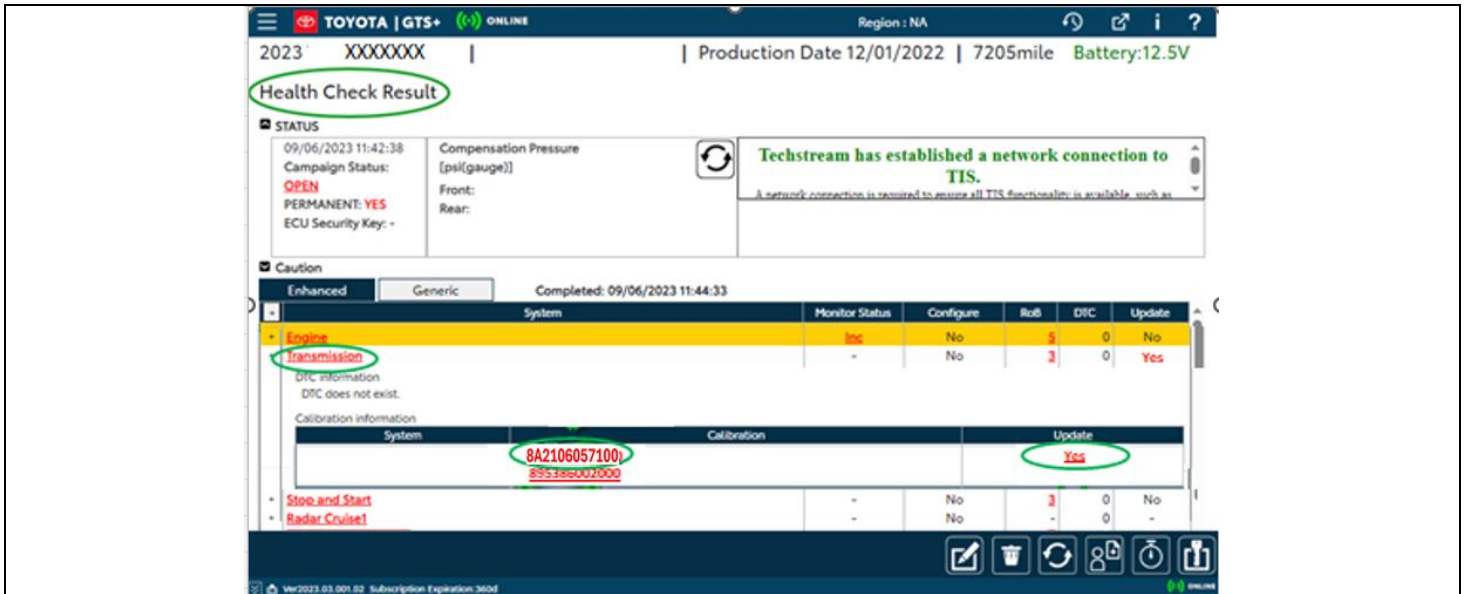 TOYOTA | GTS+ ((·)) ONLINE Region : NA i ?
2023 XXXXXXX | | Production Date 12/01/2022 | 7205mile Battery:12.5V
Health Check Result
STATUS
09/06/2023 11:42:38
Campaign Status:
OPEN
PERMANENT: YES
ECU Security Key: -
Compensation Pressure
[psi(gauge)]
Front:
Rear:
Techstream has established a network connection to
TIS.
A network connection is required to ensure all TIS functionality is available, such as
Caution
Enhanced Generic Completed: 09/06/2023 11:44:33
System Monitor Status Configure RoB DTC Update
Engine Inc No 5 0 No
Transmission - No 3 0 Yes
DTC information
DTC does not exist.
Calibration information
System Calibration Update
8A2106057100 Yes
895386002000
Stop and Start - No 3 0 No
Radar Cruise1 - No - 0 -
Ver2023.03.001.02 Subscription Expiration:360d ONLINE